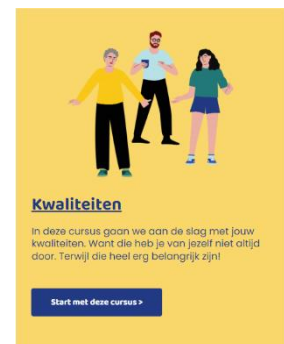 Kwaliteiten
In deze cursus gaan we aan de slag met jouw
kwaliteiten. Want die heb je van jezelf niet altijd
door. Terwijl die heel erg belangrijk zijn!
Start met deze cursus >